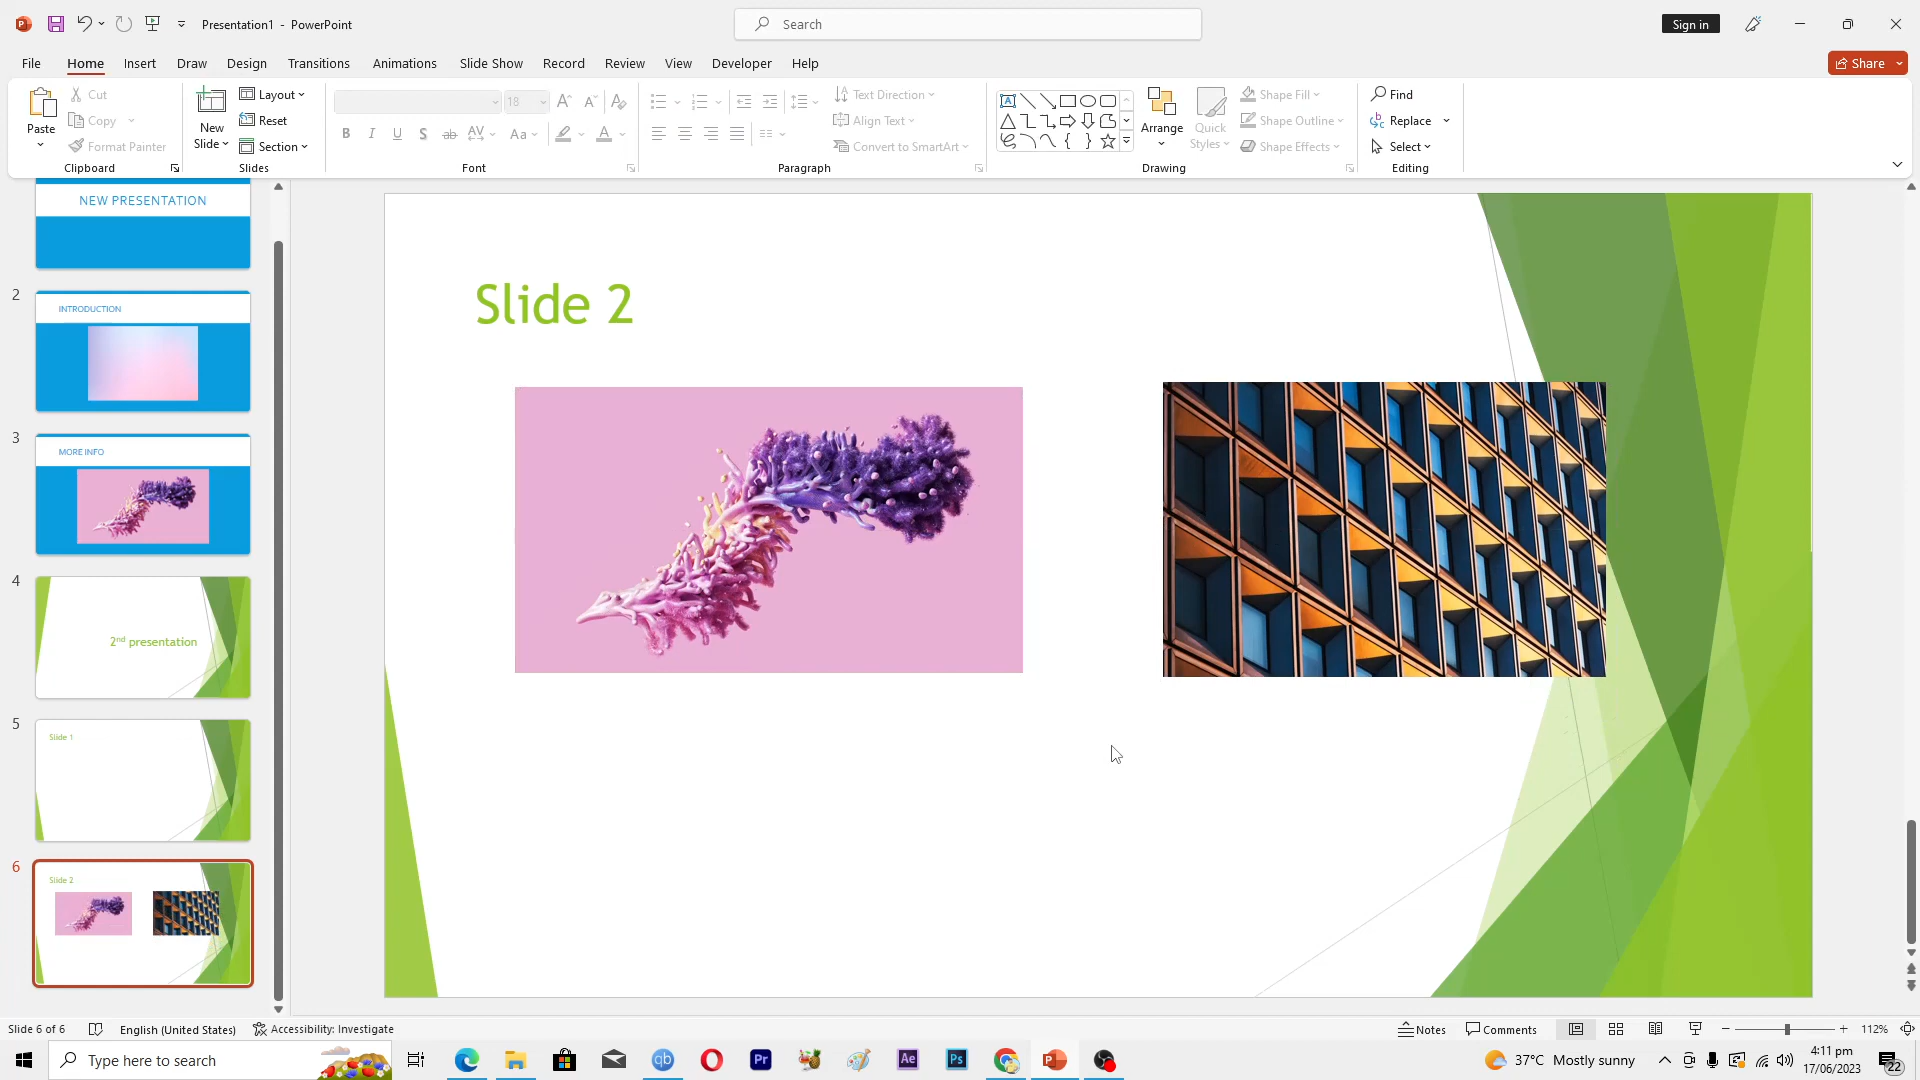 Presentation1 - PowerPoint
Search
Sign in
File Home Insert Draw Design Transitions Animations Slide Show Record Review View Developer Help
Share
Paste
Cut
Copy
Format Painter
Clipboard
New Slide
Layout
Reset
Section
Slides
18
Font
Text Direction
Align Text
Convert to SmartArt
Paragraph
Arrange
Quick Styles
Shape Fill
Shape Outline
Shape Effects
Drawing
Find
Replace
Select
Editing
NEW PRESENTATION
2
INTRODUCTION
3
MORE INFO
4
2nd presentation
5
Slide 1
6
Slide 2
Slide 2
Slide 6 of 6
English (United States)
Accessibility: Investigate
Notes
Comments
112%
Type here to search
37°C Mostly sunny
4:11 pm
17/06/2023
22